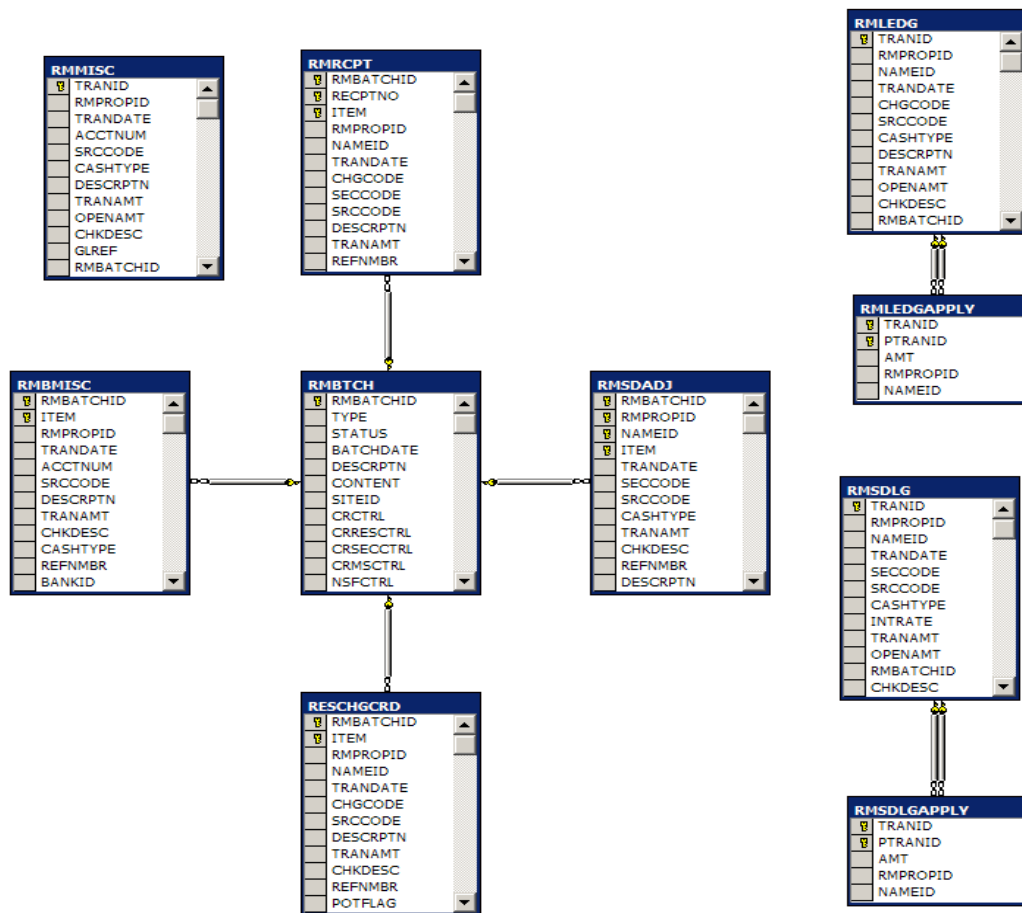 RMMISC
TRANID
RMPROPID
TRANDATE
ACCTNUM
SRCCODE
CASHTYPE
DESCRPTN
TRANAMT
OPENAMT
CHKDESC
GLREF
RMBATCHID
RMRCPT
RMBATCHID
RECPTNO
ITEM
RMPROPID
NAMEID
TRANDATE
CHGCODE
SECCODE
SRCCODE
DESCRPTN
TRANAMT
REFNMBR
RMLEDG
TRANID
RMPROPID
NAMEID
TRANDATE
CHGCODE
SRCCODE
CASHTYPE
DESCRPTN
TRANAMT
OPENAMT
CHKDESC
RMBATCHID
RMLEDGAPPLY
TRANID
PTRANID
AMT
RMPROPID
NAMEID
RMBMISC
RMBATCHID
ITEM
RMPROPID
TRANDATE
ACCTNUM
SRCCODE
DESCRPTN
TRANAMT
CHKDESC
CASHTYPE
REFNMBR
BANKID
RMBTCH
RMBATCHID
TYPE
STATUS
BATCHDATE
DESCRPTN
CONTENT
SITEID
CRCTRL
CRRESCTRL
CRSECCTRL
CRMSCTRL
NSFCTRL
RMSDADJ
RMBATCHID
RMPROPID
NAMEID
ITEM
TRANDATE
SECCODE
SRCCODE
CASHTYPE
TRANAMT
CHKDESC
REFNMBR
DESCRPTN
RMSDLG
TRANID
RMPROPID
NAMEID
TRANDATE
SECCODE
SRCCODE
CASHTYPE
INTRATE
TRANAMT
OPENAMT
RMBATCHID
CHKDESC
RESCHGCRD
RMBATCHID
ITEM
RMPROPID
NAMEID
TRANDATE
CHGCODE
SRCCODE
DESCRPTN
TRANAMT
CHKDESC
REFNMBR
POTFLAG
RMSDLGAPPLY
TRANID
PTRANID
AMT
RMPROPID
NAMEID